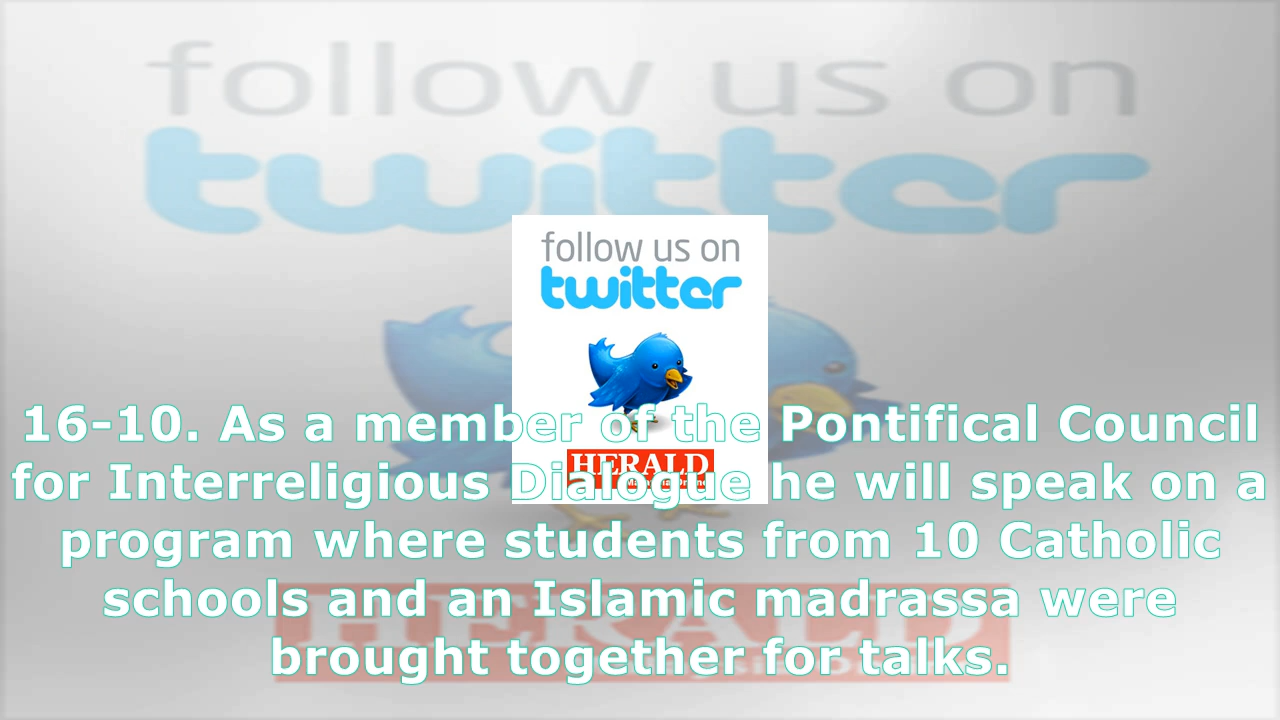 follow us on
twitter
follow us on
twitter
HERALD
16-10. As a member of the Pontifical Council
for Interreligious Dialogue he will speak on a
program where students from 10 Catholic
schools and an Islamic madrassa were
brought together for talks.
HERALD